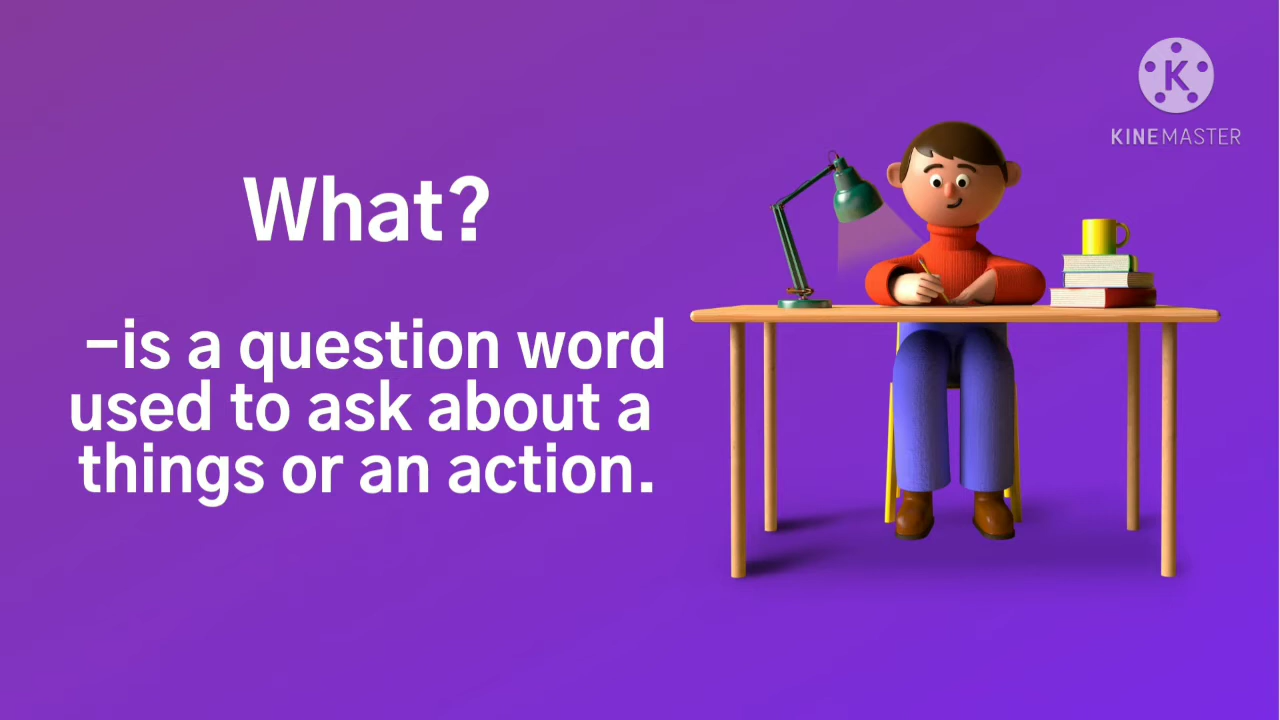 K
KINEMASTER
What?
-is a question word
used to ask about a
things or an action.